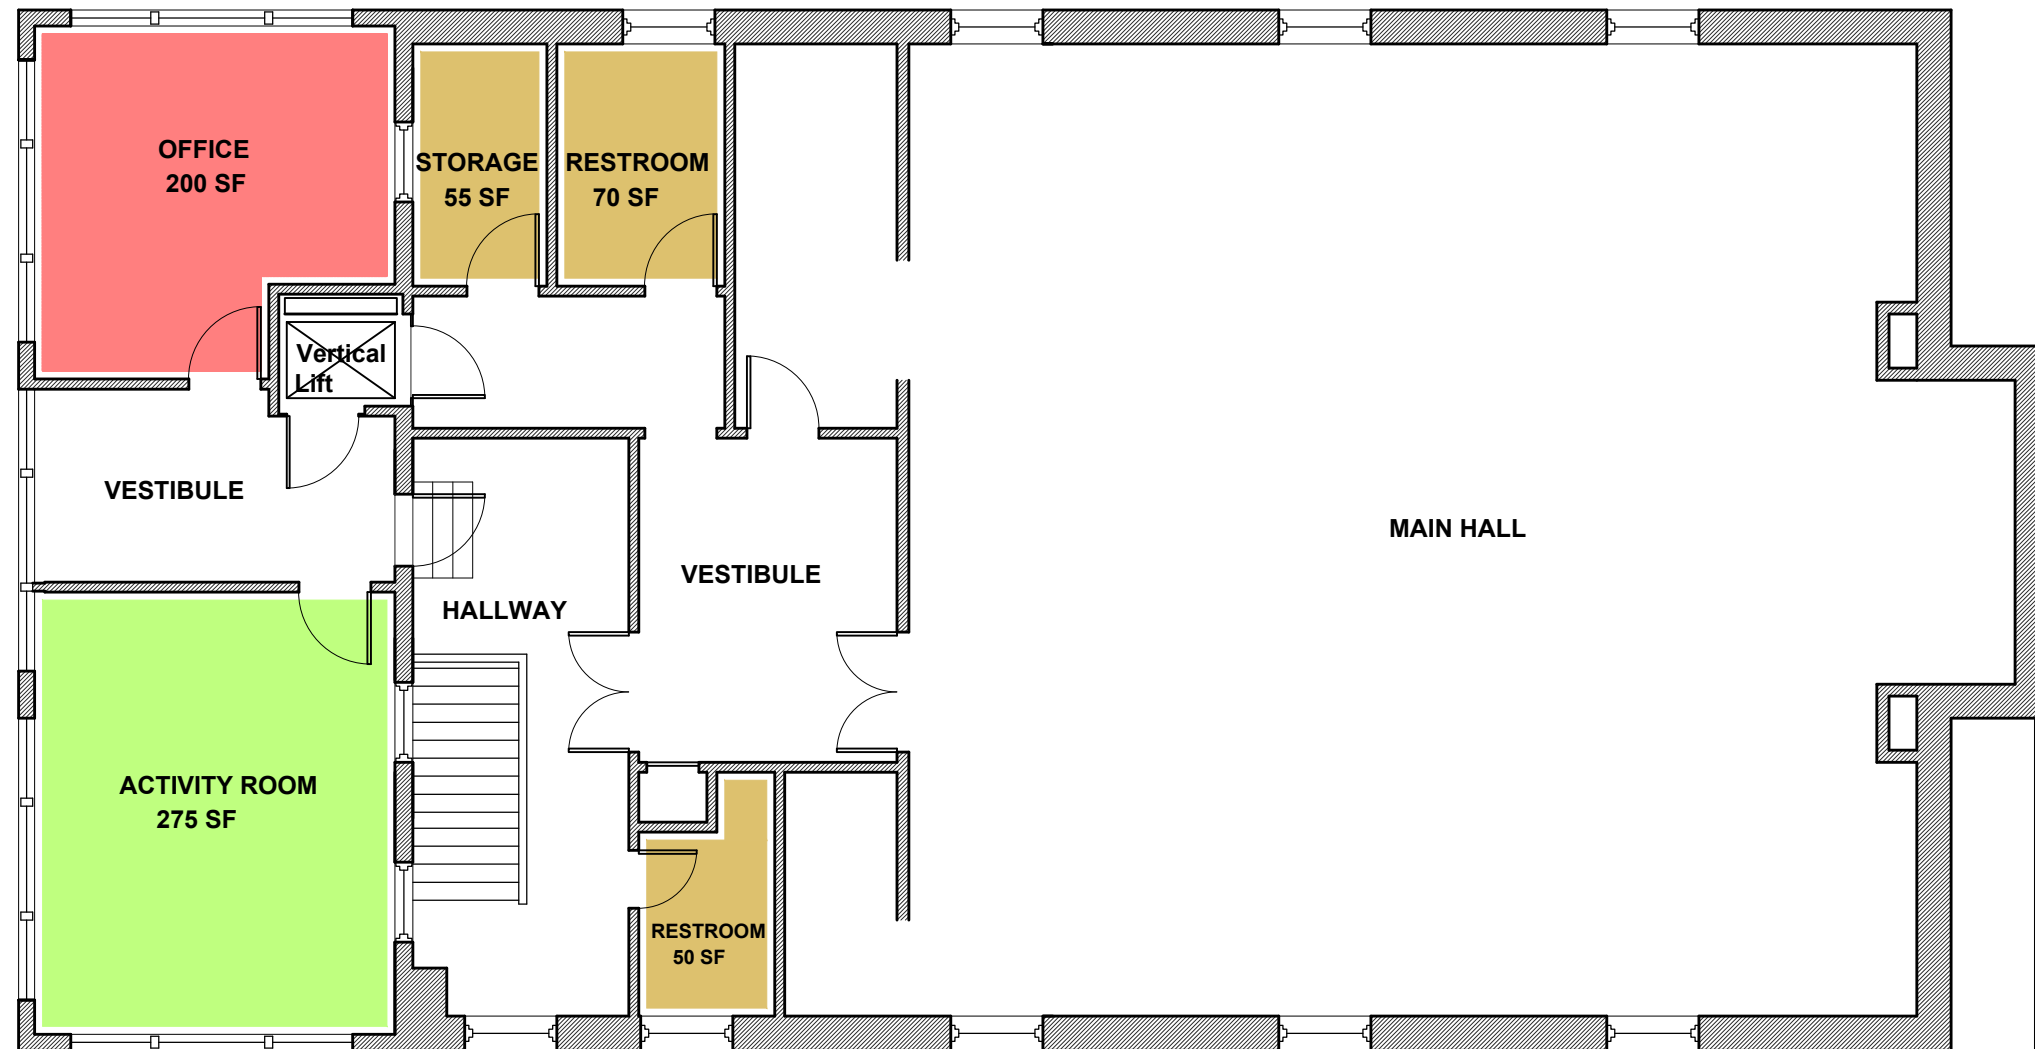 OFFICE
200 SF
STORAGE
55 SF
RESTROOM
70 SF
Vertical
Lift
VESTIBULE
MAIN HALL
VESTIBULE
HALLWAY
ACTIVITY ROOM
275 SF
RESTROOM
50 SF